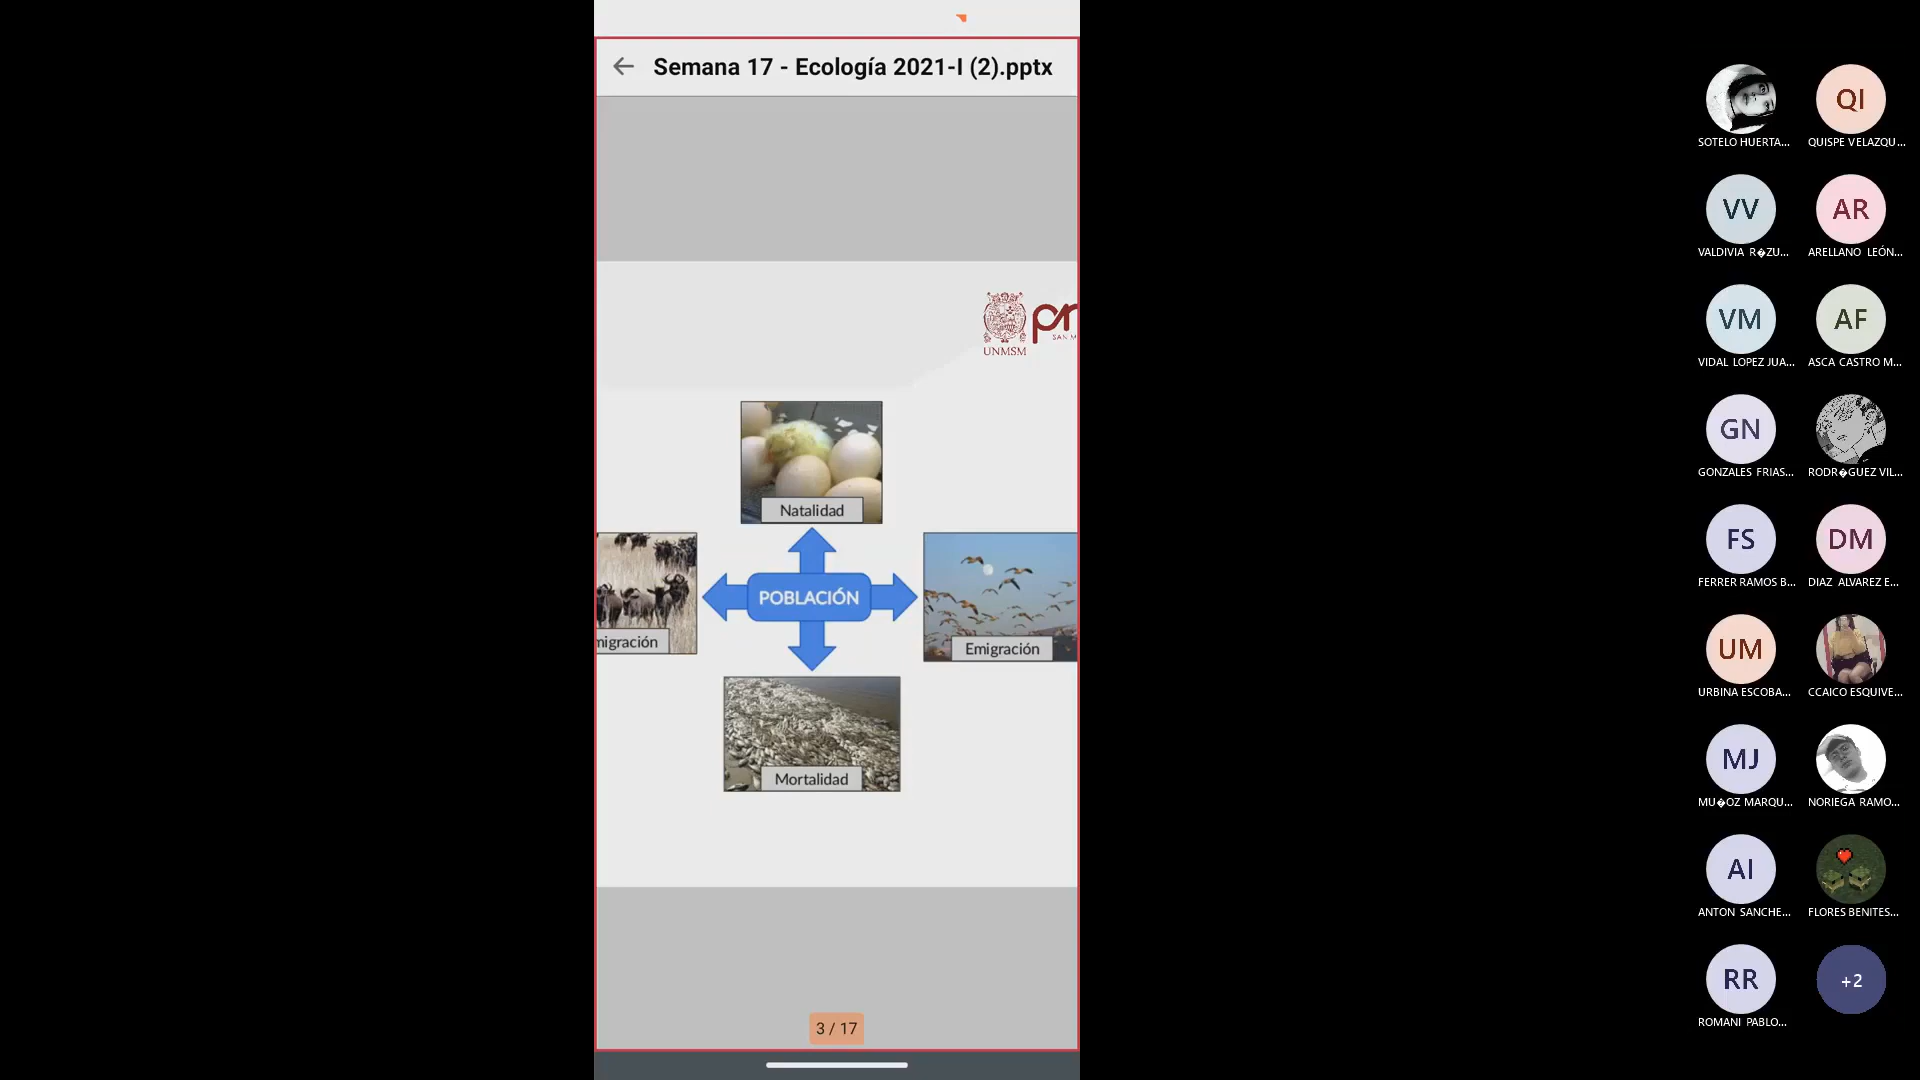 Semana 17 - Ecología 2021-I (2).pptx
UNMSM
SAN M
Natalidad
POBLACIÓN
migración
Emigración
Mortalidad
3 / 17
SOTELO HUERTA...
QI
QUISPE VELAZQU...
VV
VALDIVIA R�ZU...
AR
ARELLANO LEÓN...
VM
VIDAL LOPEZ JUA...
AF
ASCA CASTRO M...
GN
GONZALES FRIAS...
RODR�GUEZ VIL...
FS
FERRER RAMOS B...
DM
DIAZ ALVAREZ E...
UM
URBINA ESCOBA...
CCAICO ESQUIVE...
MJ
MU�OZ MARQU...
NORIEGA RAMO...
AI
ANTON SANCHE...
FLORES BENITES...
RR
ROMANI PABLO...
+2